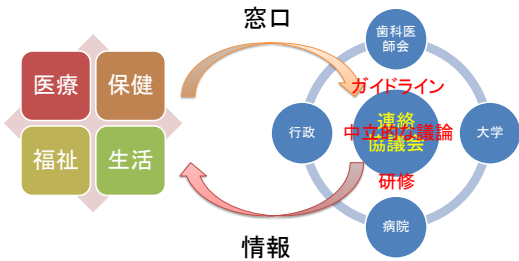 窓口
医療
保健
福祉
生活
歯科医
師会
ガイドライン
行政
連絡
中立的な議論
協議会
大学
研修
病院
情報